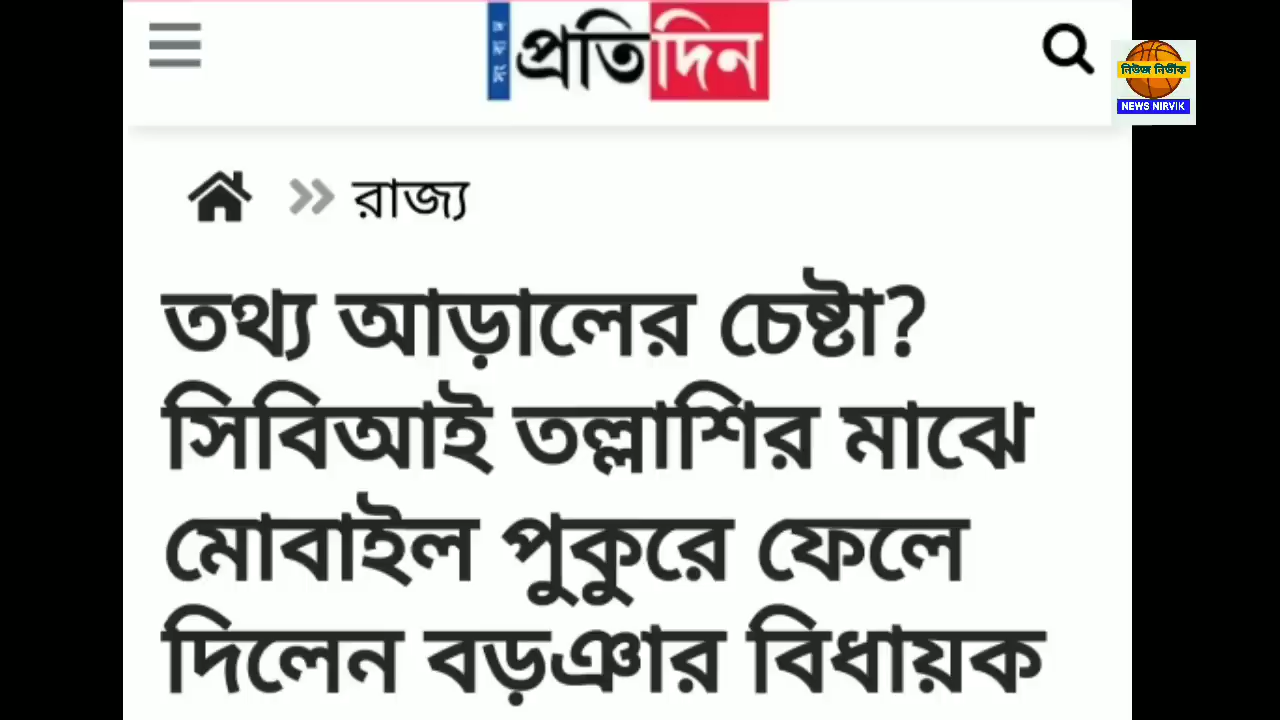 সংবাদ
প্রতিদিন
নিউজ নির্ভীক
NEWS NIRVIK
রাজ্য
তথ্য আড়ালের চেষ্টা?
সিবিআই তল্লাশির মাঝে
মোবাইল পুকুরে ফেলে
দিলেন বড়ঞার বিধায়ক